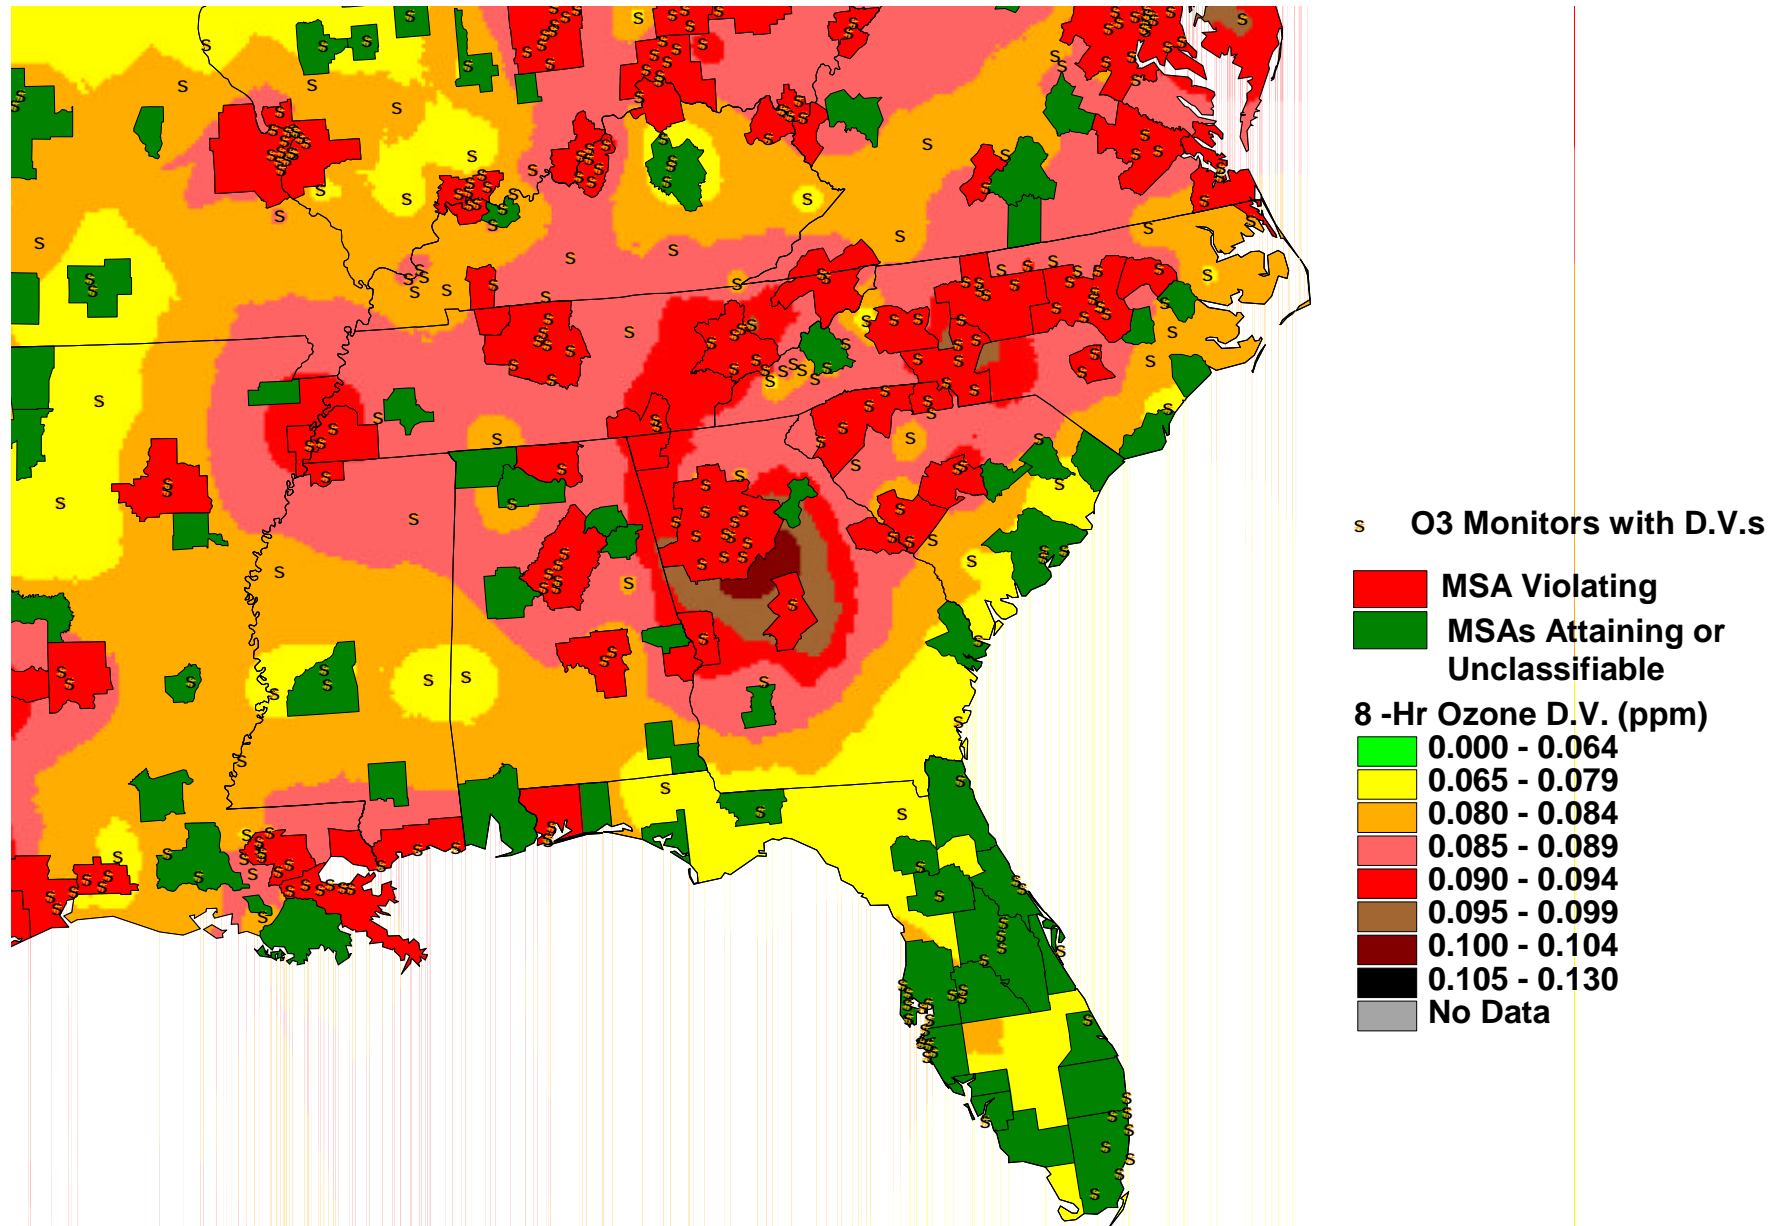 s O3 Monitors with D.V.s
MSA Violating
MSAs Attaining or
Unclassifiable
8 -Hr Ozone D.V. (ppm)
0.000 - 0.064
0.065 - 0.079
0.080 - 0.084
0.085 - 0.089
0.090 - 0.094
0.095 - 0.099
0.100 - 0.104
0.105 - 0.130
No Data